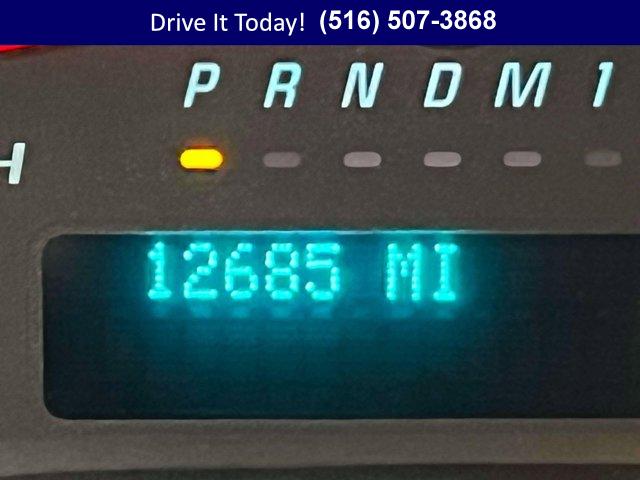 Drive It Today! (516) 507-3868
P R N D M 1
H
12685 MI